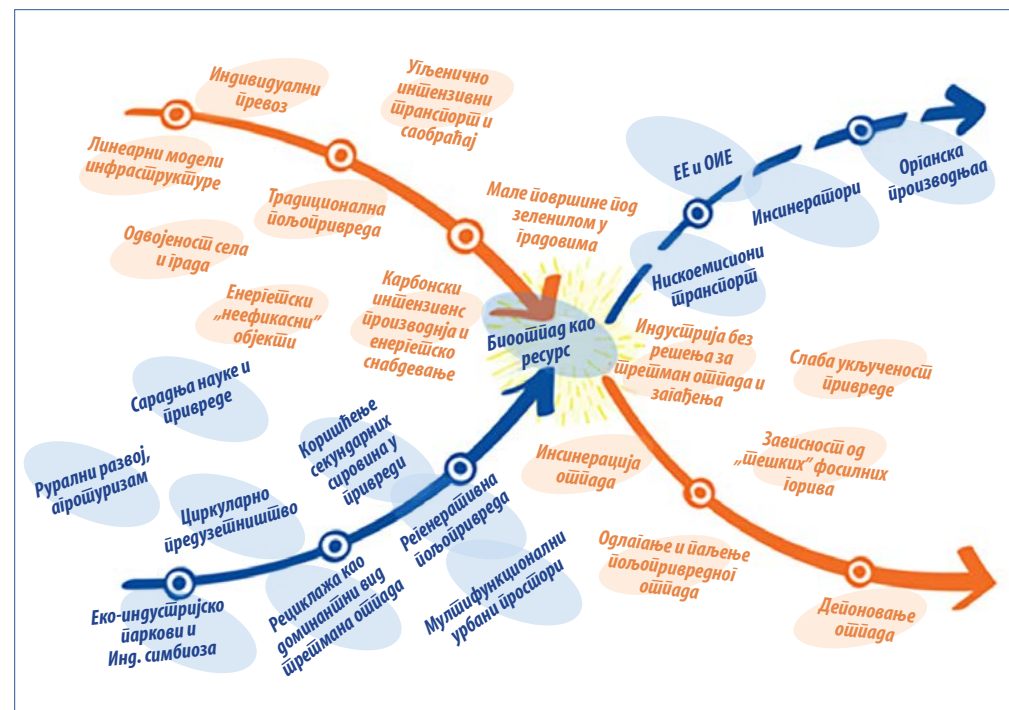 Индивидуални
превоз
Угљенично
интензивни
транспорт и
саобраћај
Линеарни модели
инфраструктуре
Традиционална
пољопривреда
Мале површине под
зеленилом у
градовима
Одвојеност села
и града
Енергетски
„неефикасни”
објекти
Карбонски
интензивнс
производнја и
енергетско
снабдевање
ЕЕ и ОИЕ
Инсинератори
Органска
производњаа
Нискоемисиони
транспорт
Биоотпад као
ресурс
Индустрија без
решења за
третман отпада и
загађења
Слаба укљученост
привреде
Сарадња науке и
привреде
Коришћење
секундарних
сировина у
привреди
Рурални развој,
агротуризам
Циркуларно
предузетништво
Регенеративна
пољопривреда
Инсинерација
отпада
Зависност од
„тешких” фосилних
горива
Еко-индустријско
паркови и
Инд. симбиоза
Рециклажа као
доминантни вид
третмана отпада
Мултифункционални
урбани простори
Одлагање и паљење
пољопривредног
отпада
Депоновање
отпада